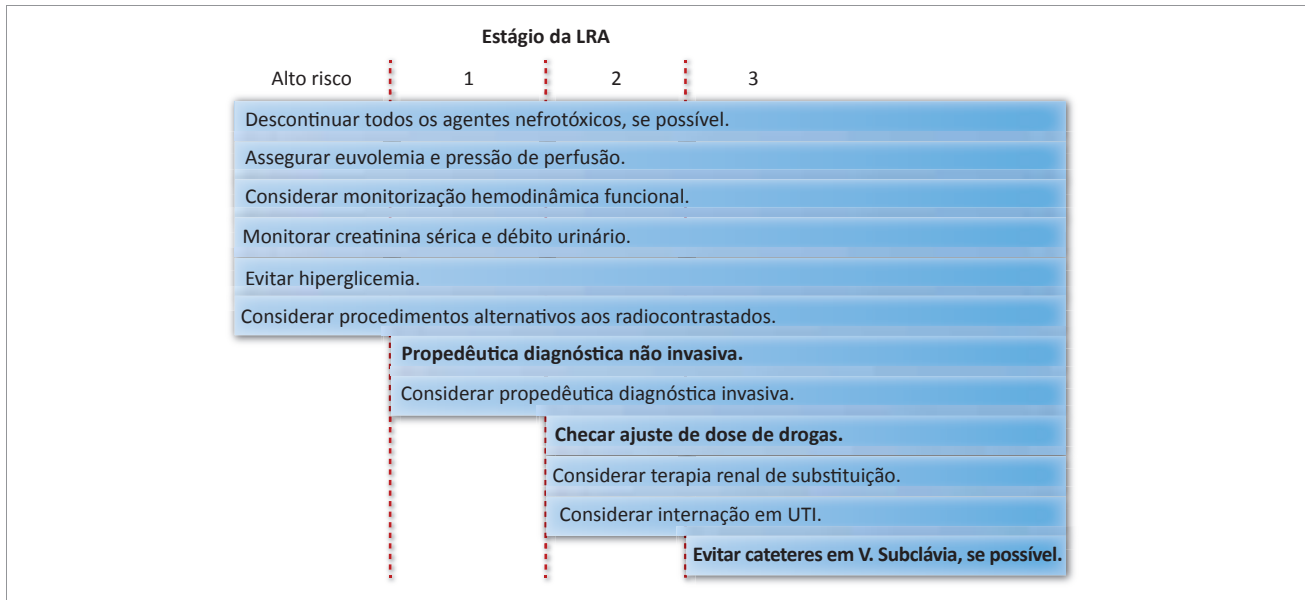 Estágio da LRA
Alto risco 1 2 3
Descontinuar todos os agentes nefrotóxicos, se possível.
Assegurar euvolemia e pressão de perfusão.
Considerar monitorização hemodinâmica funcional.
Monitorar creatinina sérica e débito urinário.
Evitar hiperglicemia.
Considerar procedimentos alternativos aos radiocontrastados.
Propedêutica diagnóstica não invasiva.
Considerar propedêutica diagnóstica invasiva.
Checar ajuste de dose de drogas.
Considerar terapia renal de substituição.
Considerar internação em UTI.
Evitar cateteres em V. Subclávia, se possível.